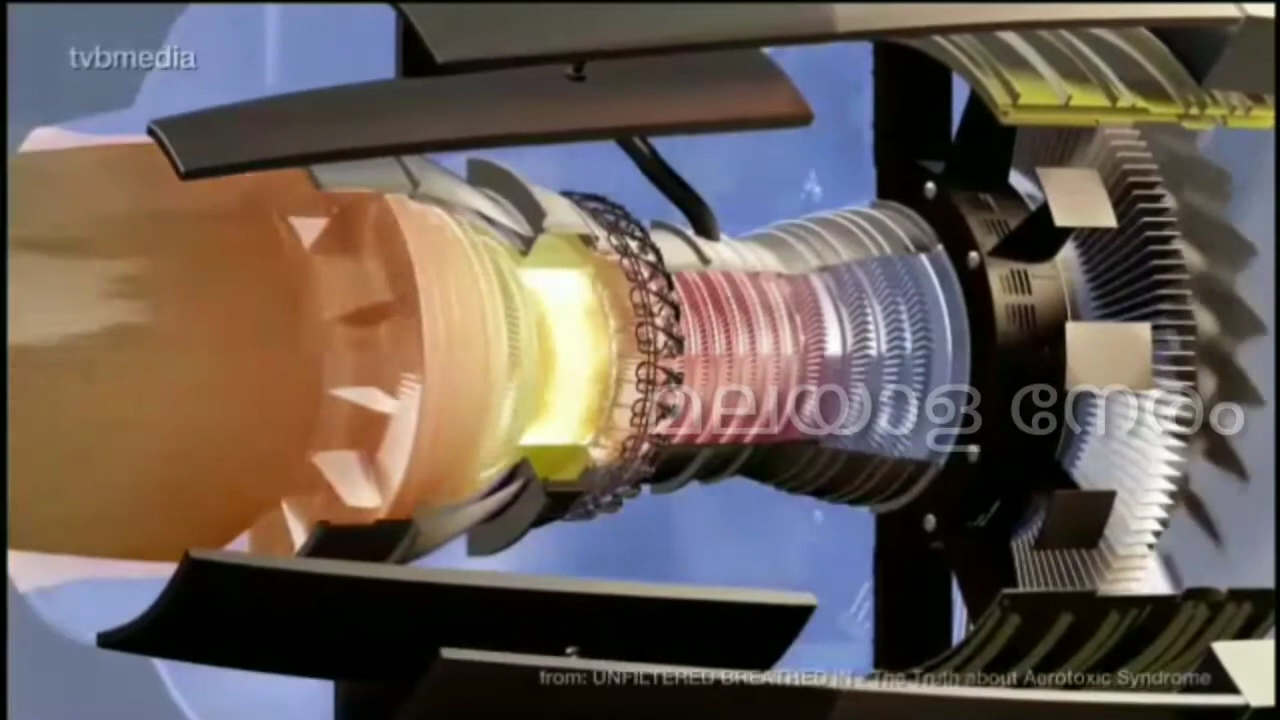 tvbmedia
മലയാള നേരം
from: UNFILTERED BREATHED IN - The Truth about Aerotoxic Syndrome